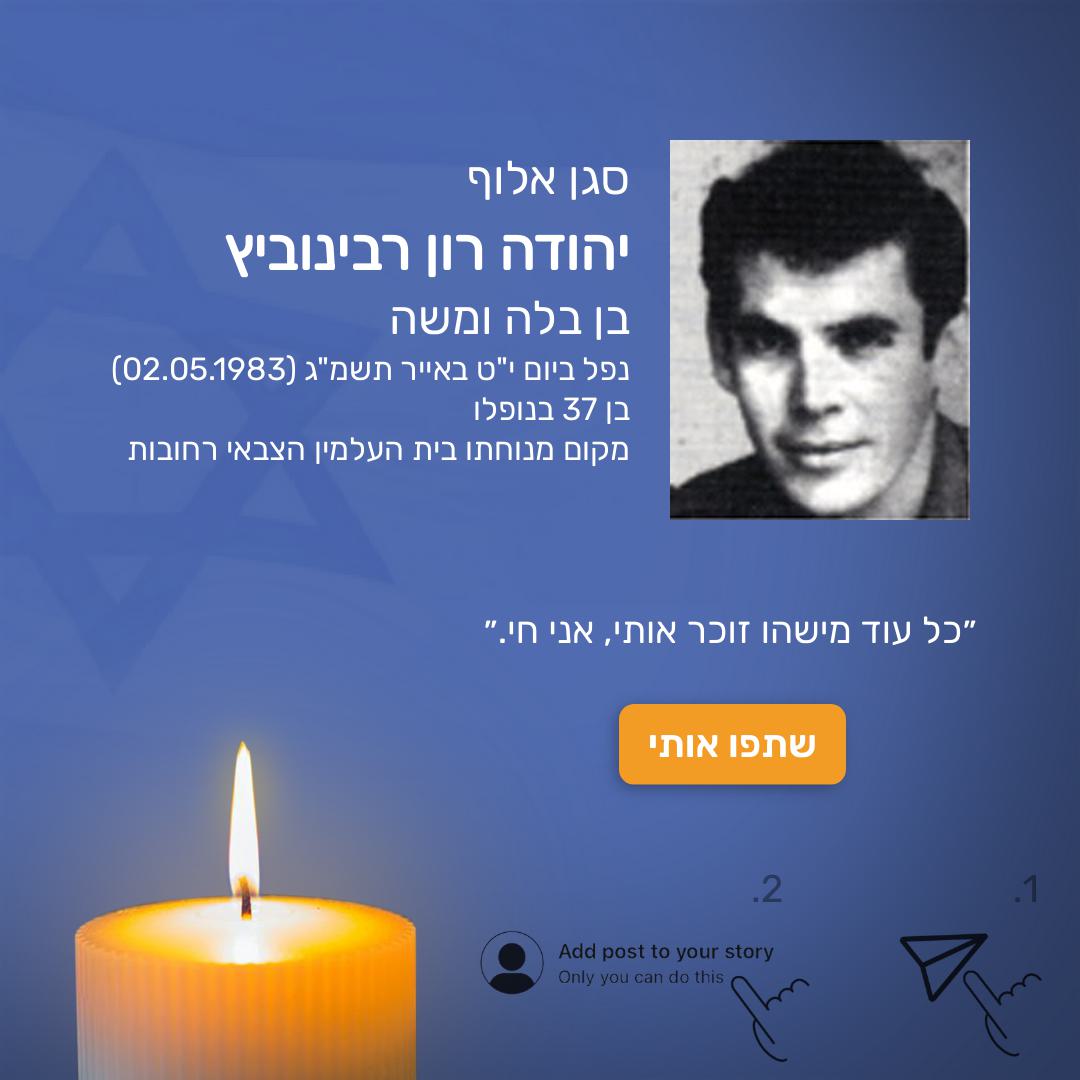 סגן אלוף
יהודה רון רבינוביץ
בן בלה ומשה
נפל ביום י"ט באייר תשמ"ג (02.05.1983)
בן 37 בנופלו
מקום מנוחתו בית העלמין הצבאי רחובות
״כל עוד מישהו זוכר אותי, אני חי.״
שתפו אותי
1.
2.
Add post to your story
Only you can do this